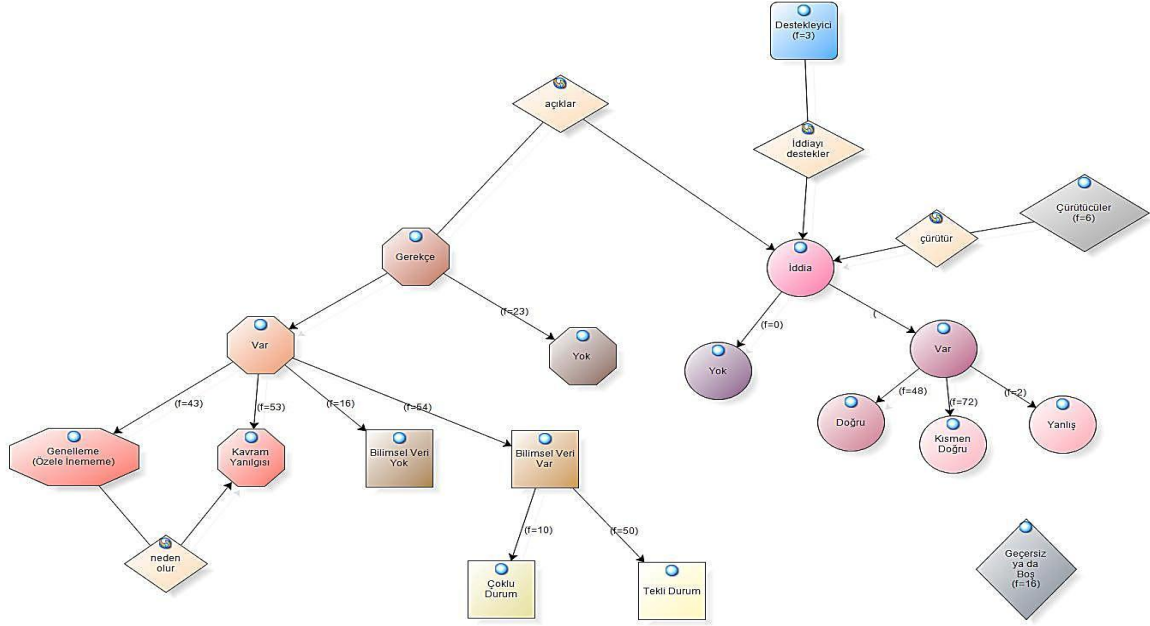 Destekleyici
(f=3)
açıklar
İddiayı
destekler
Çürütücüler
(f=6)
çürütür
Gerekçe
İddia
(f=23)
(f=0)
(
Var
Yok
Yok
Var
(f=43)
(f=53)
(f=16)
(f=54)
(f=48)
(f=72)
(f=2)
Doğru
Kısmen
Doğru
Yanlış
Genelleme
(Özele İnememe)
Kavram
Yanılgısı
Bilimsel Veri
Yok
Bilimsel Veri
Var
(f=10)
(f=50)
neden
olur
Çoklu
Durum
Tekli Durum
Geçersiz
ya da
Boş
(f=16)